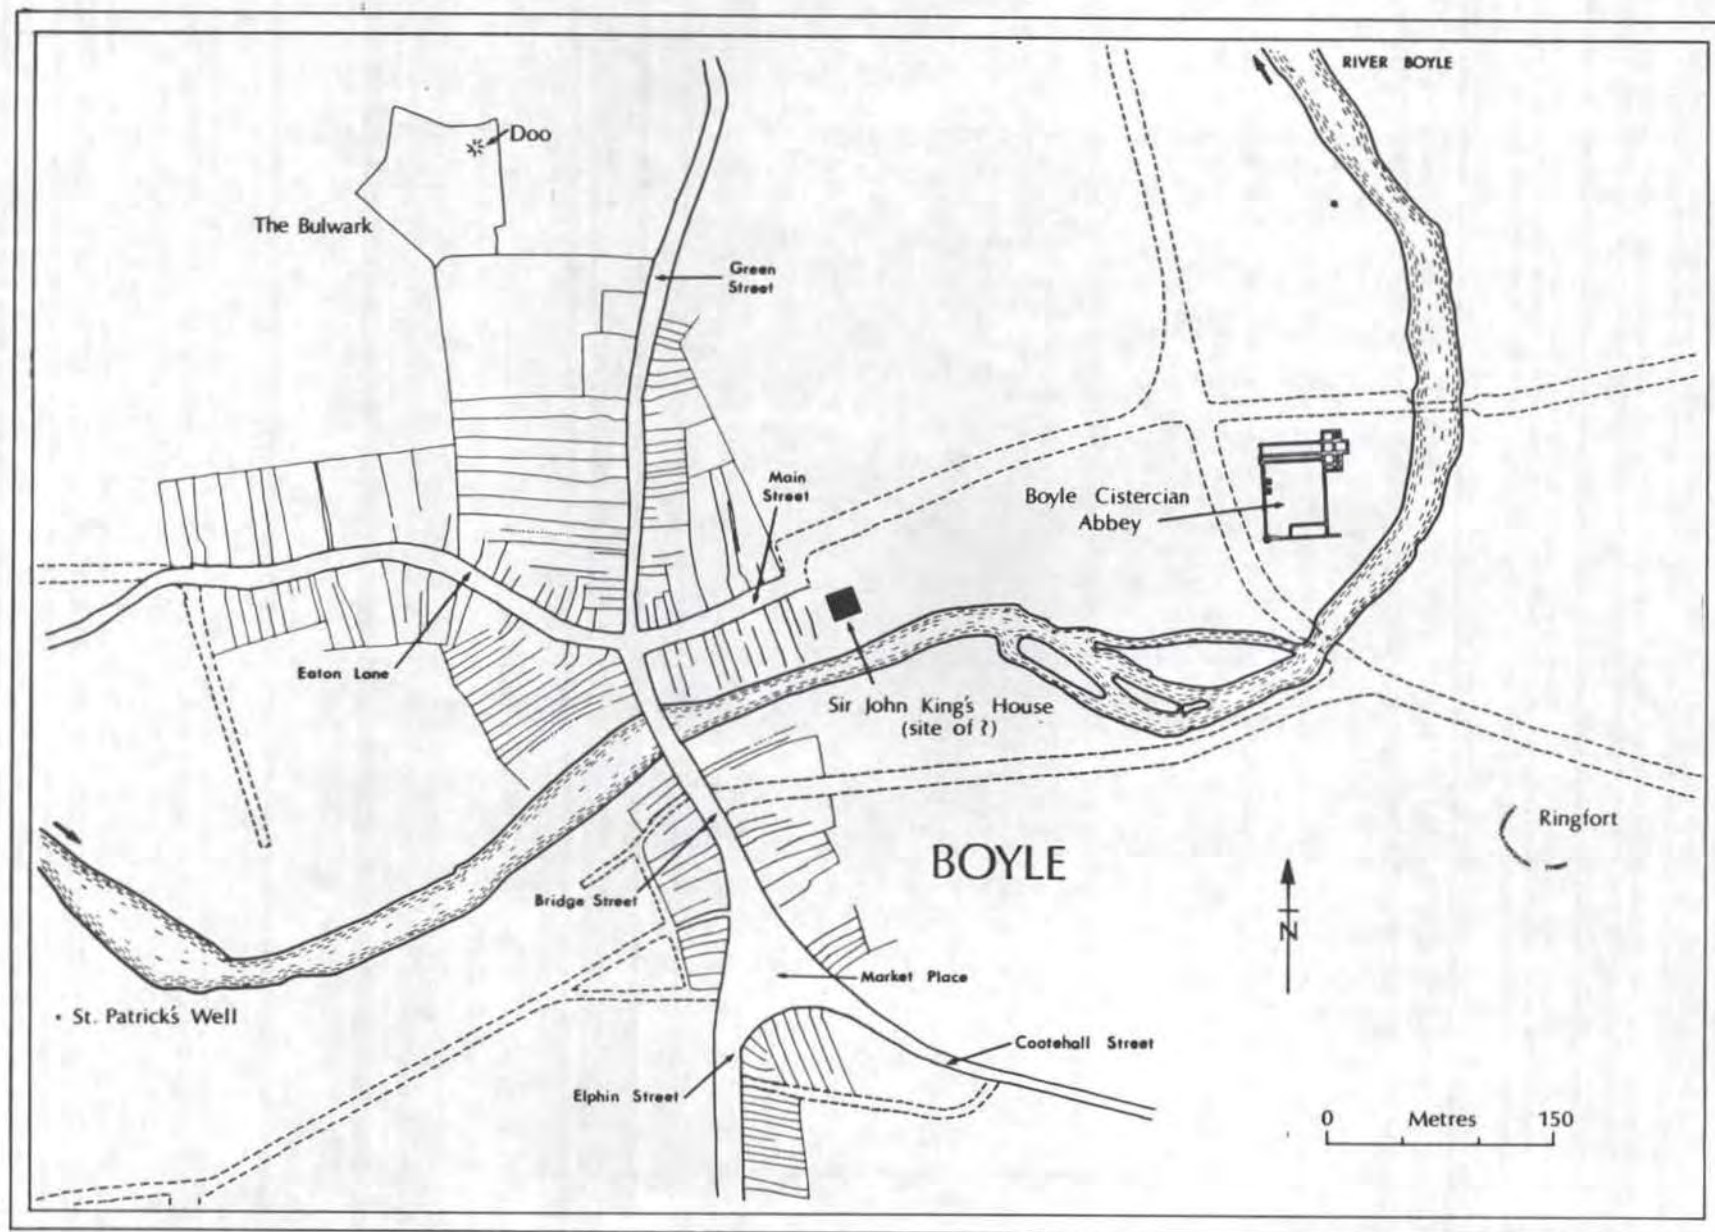 RIVER BOYLE
Doo
The Bulwark
Green
Street
Main
Street
Boyle Cistercian
Abbey
Eaton Lane
Sir John King's House
(site of ?)
Ringfort
BOYLE
Bridge Street
N
Market Place
St. Patrick's Well
Cootehall Street
Elphin Street
0 Metres 150